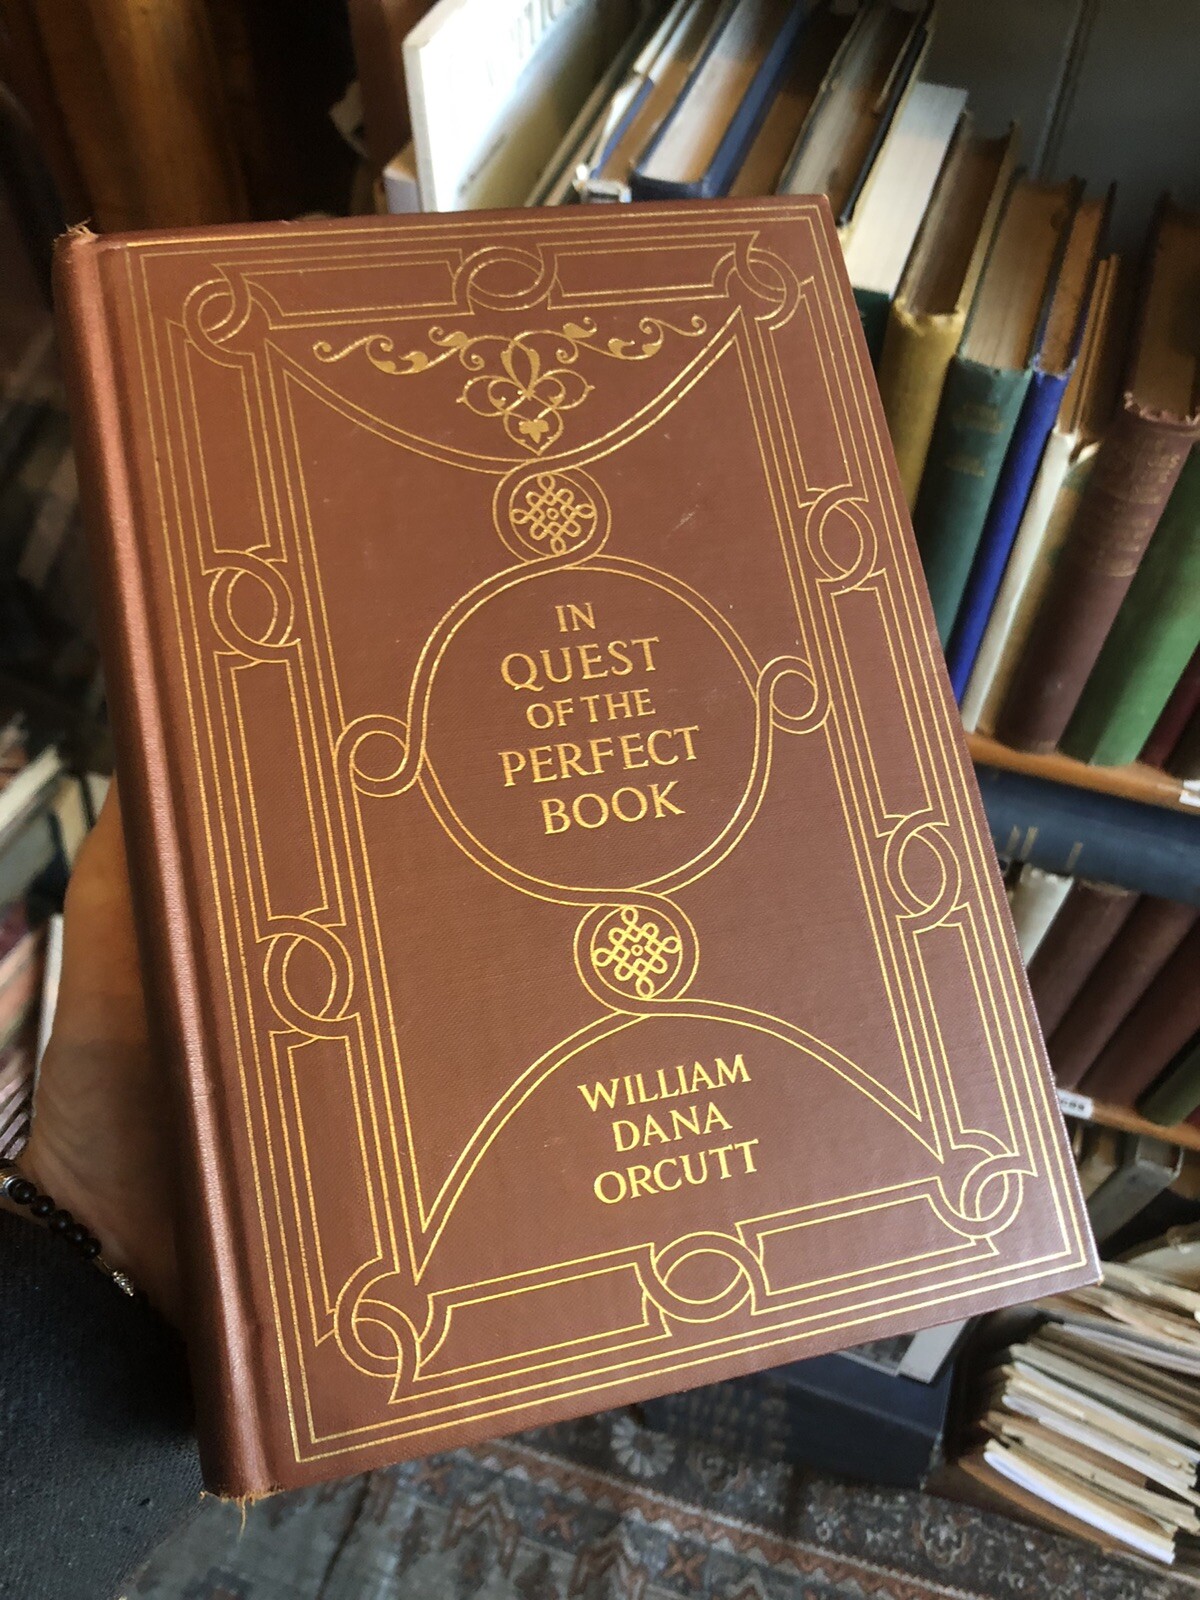 IN
QUEST
OF THE
PERFECT
BOOK
WILLIAM
DANA
ORCUTT